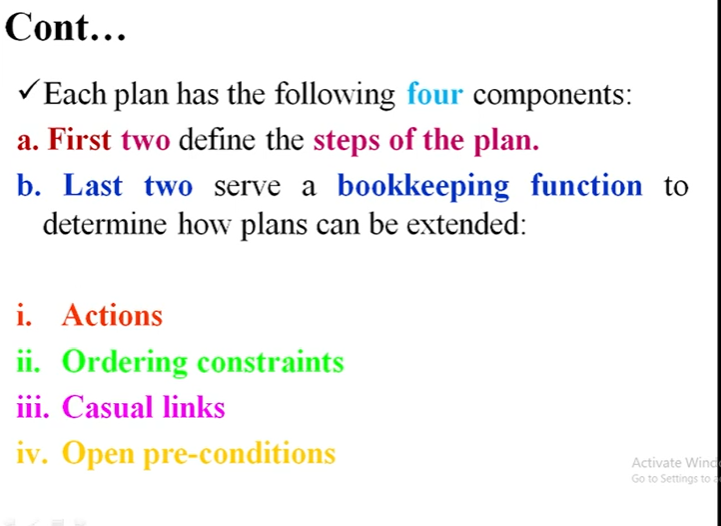 Cont…
✓Each plan has the following four components:
a. First two define the steps of the plan.
b. Last two serve a bookkeeping function to
determine how plans can be extended:
i. Actions
ii. Ordering constraints
iii. Casual links
iv. Open pre-conditions
Activate Wind
Go to Settings to a